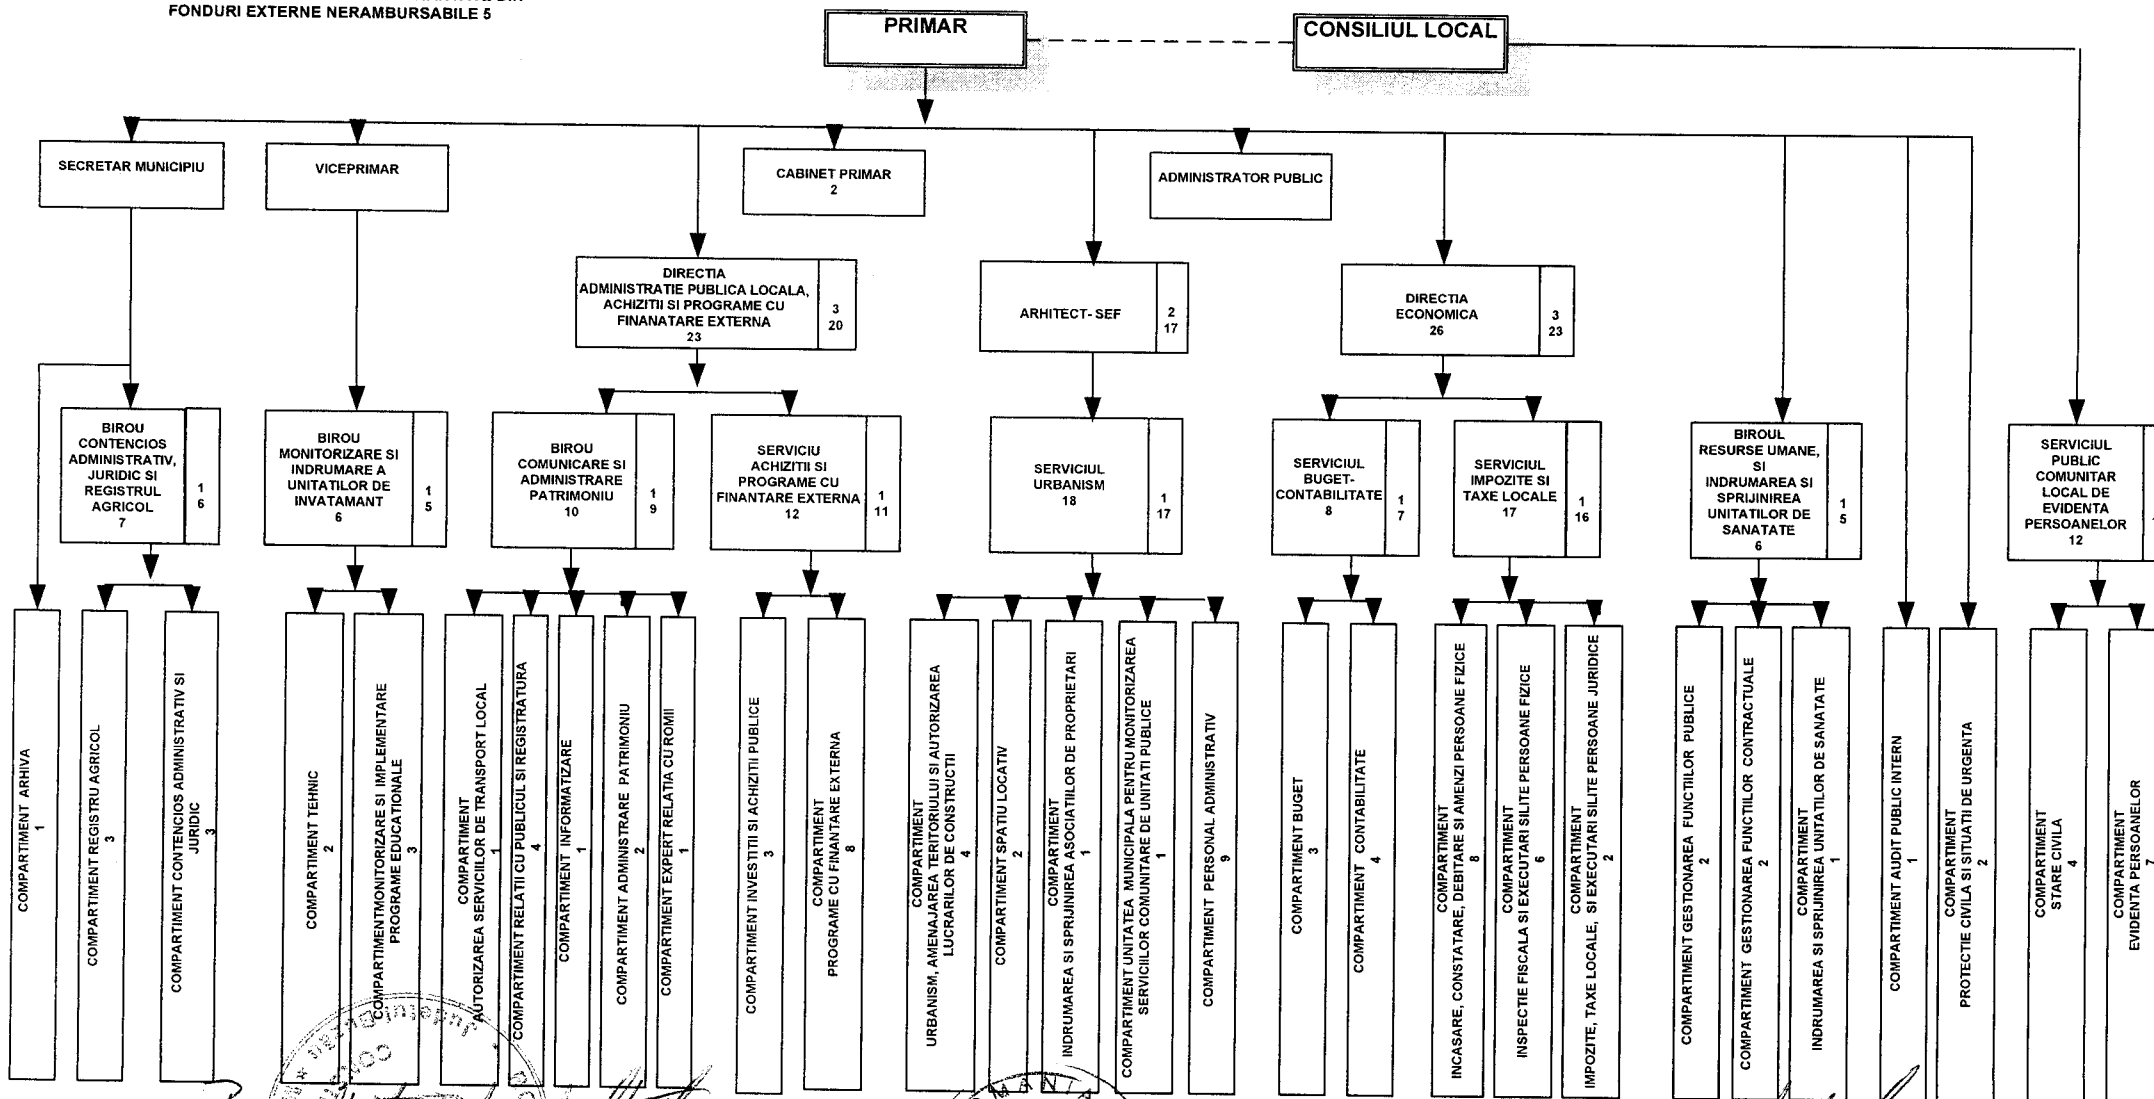 FONDURI EXTERNE NERAMBURSABILE 5
PRIMAR
CONSILIUL LOCAL
SECRETAR MUNICIPIU
VICEPRIMAR
CABINET PRIMAR
2
ADMINISTRATOR PUBLIC
DIRECTIA
ADMINISTRATIE PUBLICA LOCALA,
ACHIZITII SI PROGRAME CU
FINANATARE EXTERNA
23
3
20
ARHITECT- SEF
2
17
DIRECTIA
ECONOMICA
26
3
23
BIROU
CONTENCIOS
ADMINISTRATIV,
JURIDIC SI
REGISTRUL
AGRICOL
7
1
6
BIROU
MONITORIZARE SI
INDRUMARE A
UNITATILOR DE
INVATAMANT
6
1
5
BIROU
COMUNICARE SI
ADMINISTRARE
PATRIMONIU
10
1
9
SERVICIU
ACHIZITII SI
PROGRAME CU
FINANTARE EXTERNA
12
1
11
SERVICIUL
URBANISM
18
1
17
SERVICIUL
BUGET-
CONTABILITATE
8
1
7
SERVICIUL
IMPOZITE SI
TAXE LOCALE
17
1
16
BIROUL
RESURSE UMANE,
SI
INDRUMAREA SI
SPRIJINIREA
UNITATILOR DE
SANATATE
6
1
5
SERVICIUL
PUBLIC
COMUNITAR
LOCAL DE
EVIDENTA
PERSOANELOR
12
COMPARTIMENT ARHIVA
1
COMPARTIMENT REGISTRU AGRICOL
3
COMPARTIMENT CONTENCIOS ADMINISTRATIV SI
JURIDIC
3
COMPARTIMENT TEHNIC
2
COMPARTIMENTMONITORIZARE SI IMPLEMENTARE
PROGRAME EDUCATIONALE
3
COMPARTIMENT
AUTORIZAREA SERVICIILOR DE TRANSPORT LOCAL
1
COMPARTIMENT RELATII CU PUBLICUL SI REGISTRATURA
4
COMPARTIMENT INFORMATIZARE
1
COMPARTIMENT ADMINISTRARE PATRIMONIU
2
COMPARTIMENT EXPERT RELATIA CU ROMII
1
COMPARTIMENT INVESTITII SI ACHIZITII PUBLICE
3
COMPARTIMENT
PROGRAME CU FINANTARE EXTERNA
8
COMPARTIMENT
URBANISM, AMENAJAREA TERITORIULUI SI AUTORIZAREA
LUCRARILOR DE CONSTRUCTII
4
COMPARTIMENT SPATIU LOCATIV
2
COMPARTIMENT
INDRUMAREA SI SPRIJINIREA ASOCIATIILOR DE PROPRIETARI
1
COMPARTIMENT UNITATEA MUNICIPALA PENTRU MONITORIZAREA
SERVICIILOR COMUNITARE DE UNITATI PUBLICE
1
COMPARTIMENT PERSONAL ADMINISTRATIV
9
COMPARTIMENT BUGET
3
COMPARTIMENT CONTABILITATE
4
COMPARTIMENT
INCASARE, CONSTATARE, DEBITARE SI AMENZI PERSOANE FIZICE
8
COMPARTIMENT
INSPECTIE FISCALA SI EXECUTARI SILITE PERSOANE FIZICE
6
COMPARTIMENT
IMPOZITE, TAXE LOCALE, SI EXECUTARI SILITE PERSOANE JURIDICE
2
COMPARTIMENT GESTIONAREA FUNCTIILOR PUBLICE
2
COMPARTIMENT GESTIONAREA FUNCTIILOR CONTRACTUALE
2
COMPARTIMENT
INDRUMAREA SI SPRIJINIREA UNITATILOR DE SANATATE
1
COMPARTIMENT AUDIT PUBLIC INTERN
1
COMPARTIMENT
PROTECTIE CIVILA SI SITUATII DE URGENTA
2
COMPARTIMENT
STARE CIVILA
4
COMPARTIMENT
EVIDENTA PERSOANELOR
7